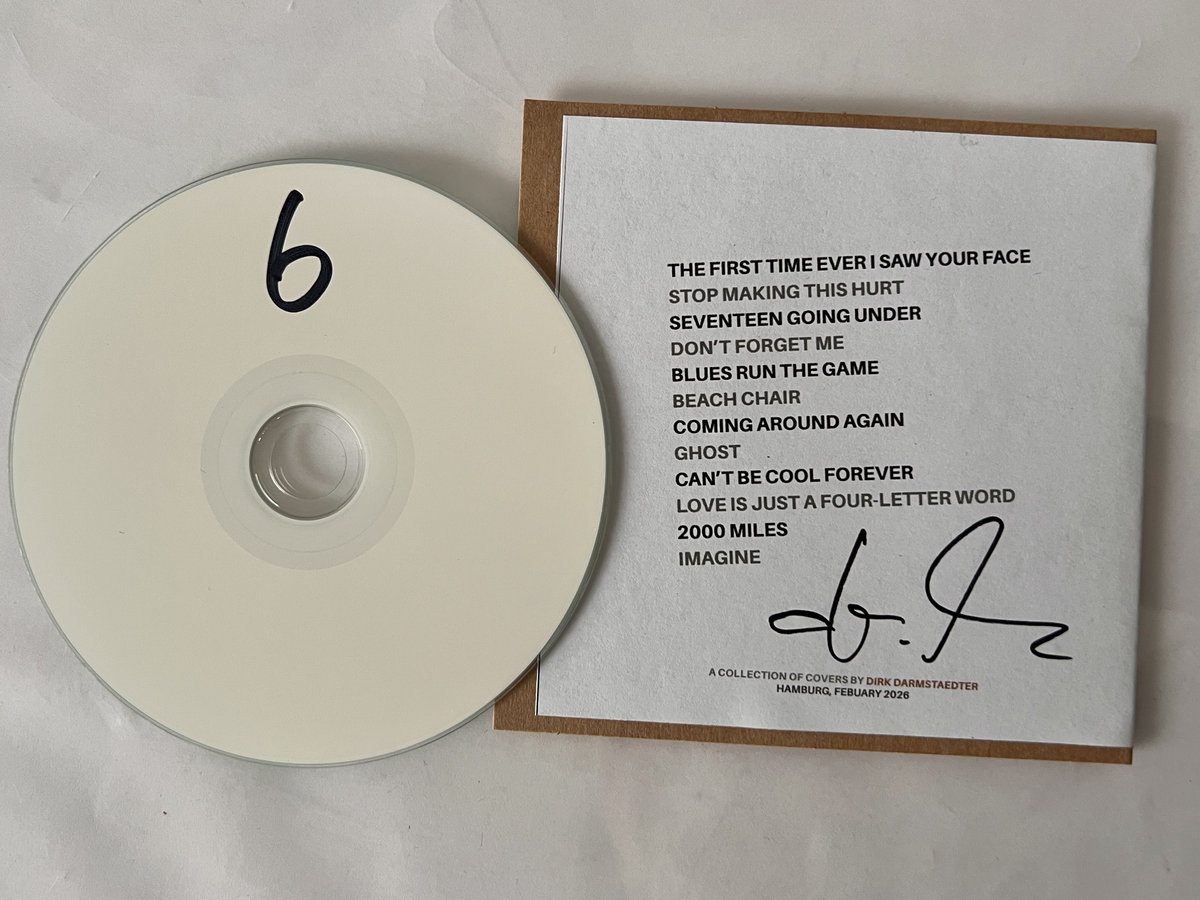 6
THE FIRST TIME EVER I SAW YOUR FACE
STOP MAKING THIS HURT
SEVENTEEN GOING UNDER
DON'T FORGET ME
BLUES RUN THE GAME
BEACH CHAIR
COMING AROUND AGAIN
GHOST
CAN'T BE COOL FOREVER
LOVE IS JUST A FOUR-LETTER WORD
2000 MILES
IMAGINE
A COLLECTION OF COVERS BY DIRK DARMSTAEDTER
HAMBURG, FEBUARY 2026